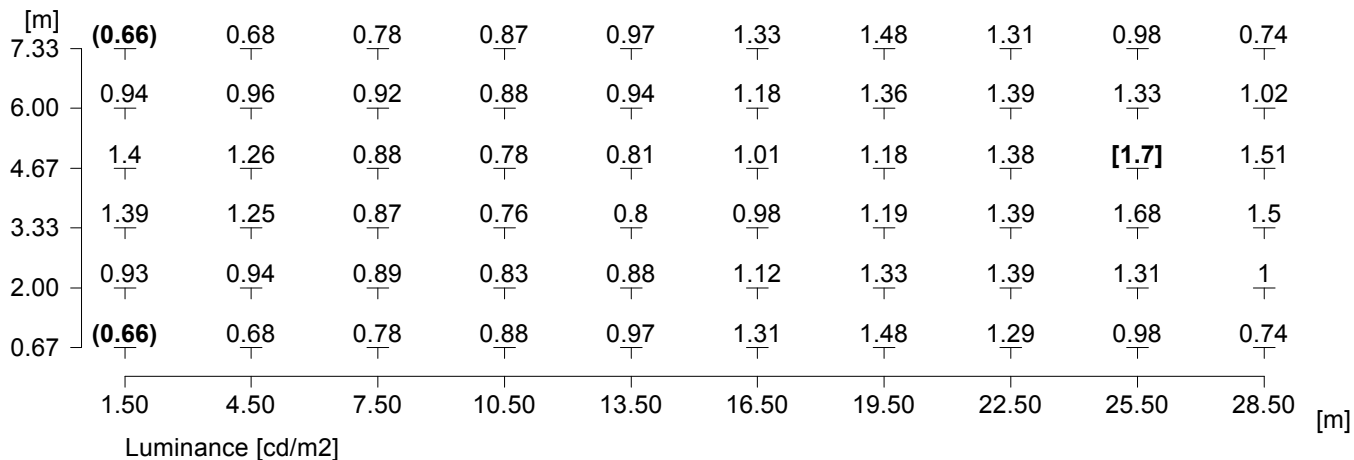 [m]
7.33 (0.66) 0.68 0.78 0.87 0.97 1.33 1.48 1.31 0.98 0.74
6.00 0.94 0.96 0.92 0.88 0.94 1.18 1.36 1.39 1.33 1.02
4.67 1.4 1.26 0.88 0.78 0.81 1.01 1.18 1.38 [1.7] 1.51
3.33 1.39 1.25 0.87 0.76 0.8 0.98 1.19 1.39 1.68 1.5
2.00 0.93 0.94 0.89 0.83 0.88 1.12 1.33 1.39 1.31 1
0.67 (0.66) 0.68 0.78 0.88 0.97 1.31 1.48 1.29 0.98 0.74
1.50 4.50 7.50 10.50 13.50 16.50 19.50 22.50 25.50 28.50 [m]
Luminance [cd/m2]